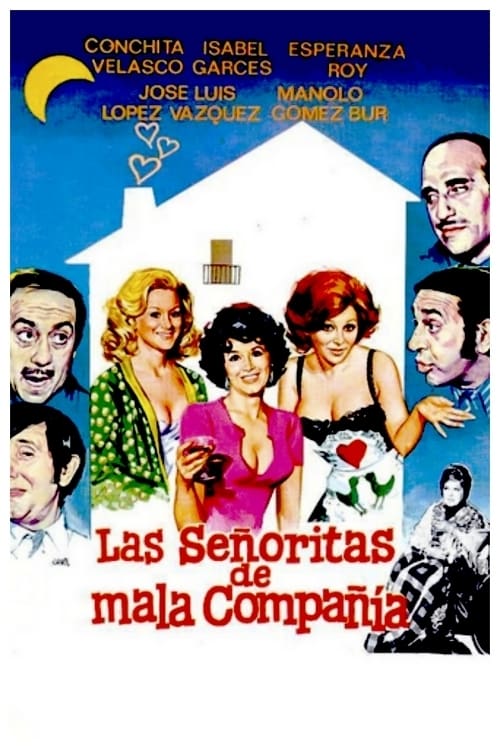 CONCHITA ISABEL ESPERANZA
VELASCO GARCES ROY
JOSE LUIS MANOLO
LOPEZ VAZQUEZ GOMEZ BUR
Las Señoritas
de
mala Compañía